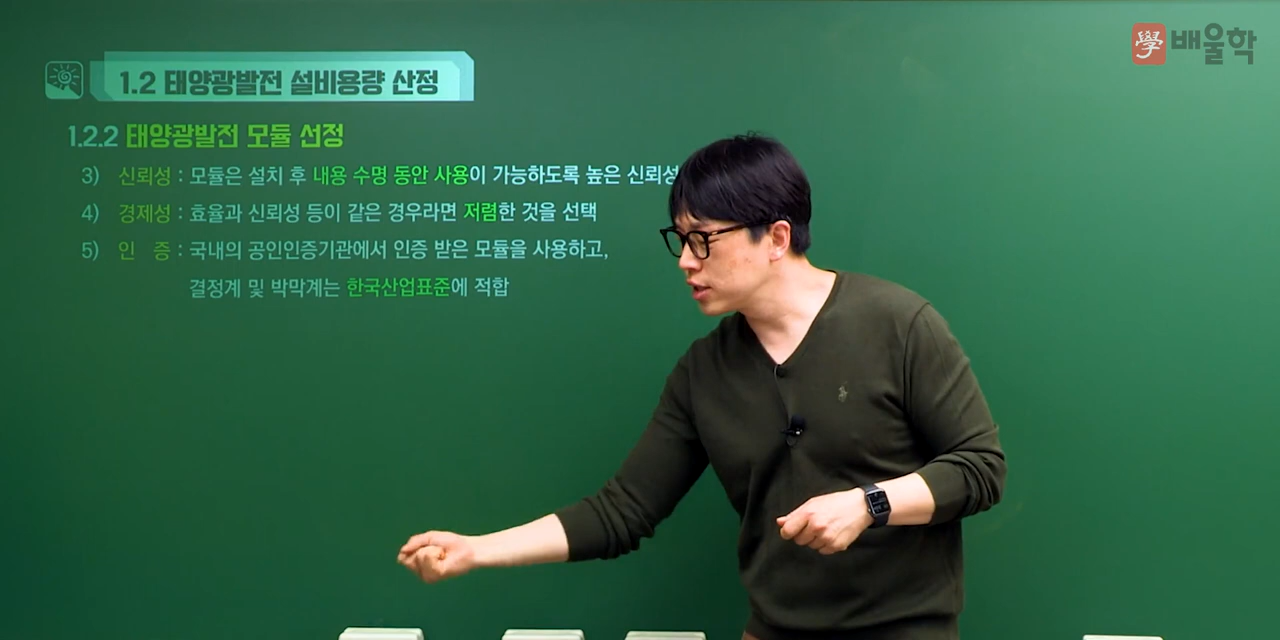 學 배울학
1.2 태양광발전 설비용량 산정
1.2.2 태양광발전 모듈 선정
3) 신뢰성 : 모듈은 설치 후 내용 수명 동안 사용이 가능하도록 높은 신뢰성
4) 경제성 : 효율과 신뢰성 등이 같은 경우라면 저렴한 것을 선택
5) 인 증 : 국내의 공인인증기관에서 인증 받은 모듈을 사용하고,
결정계 및 박막계는 한국산업표준에 적합